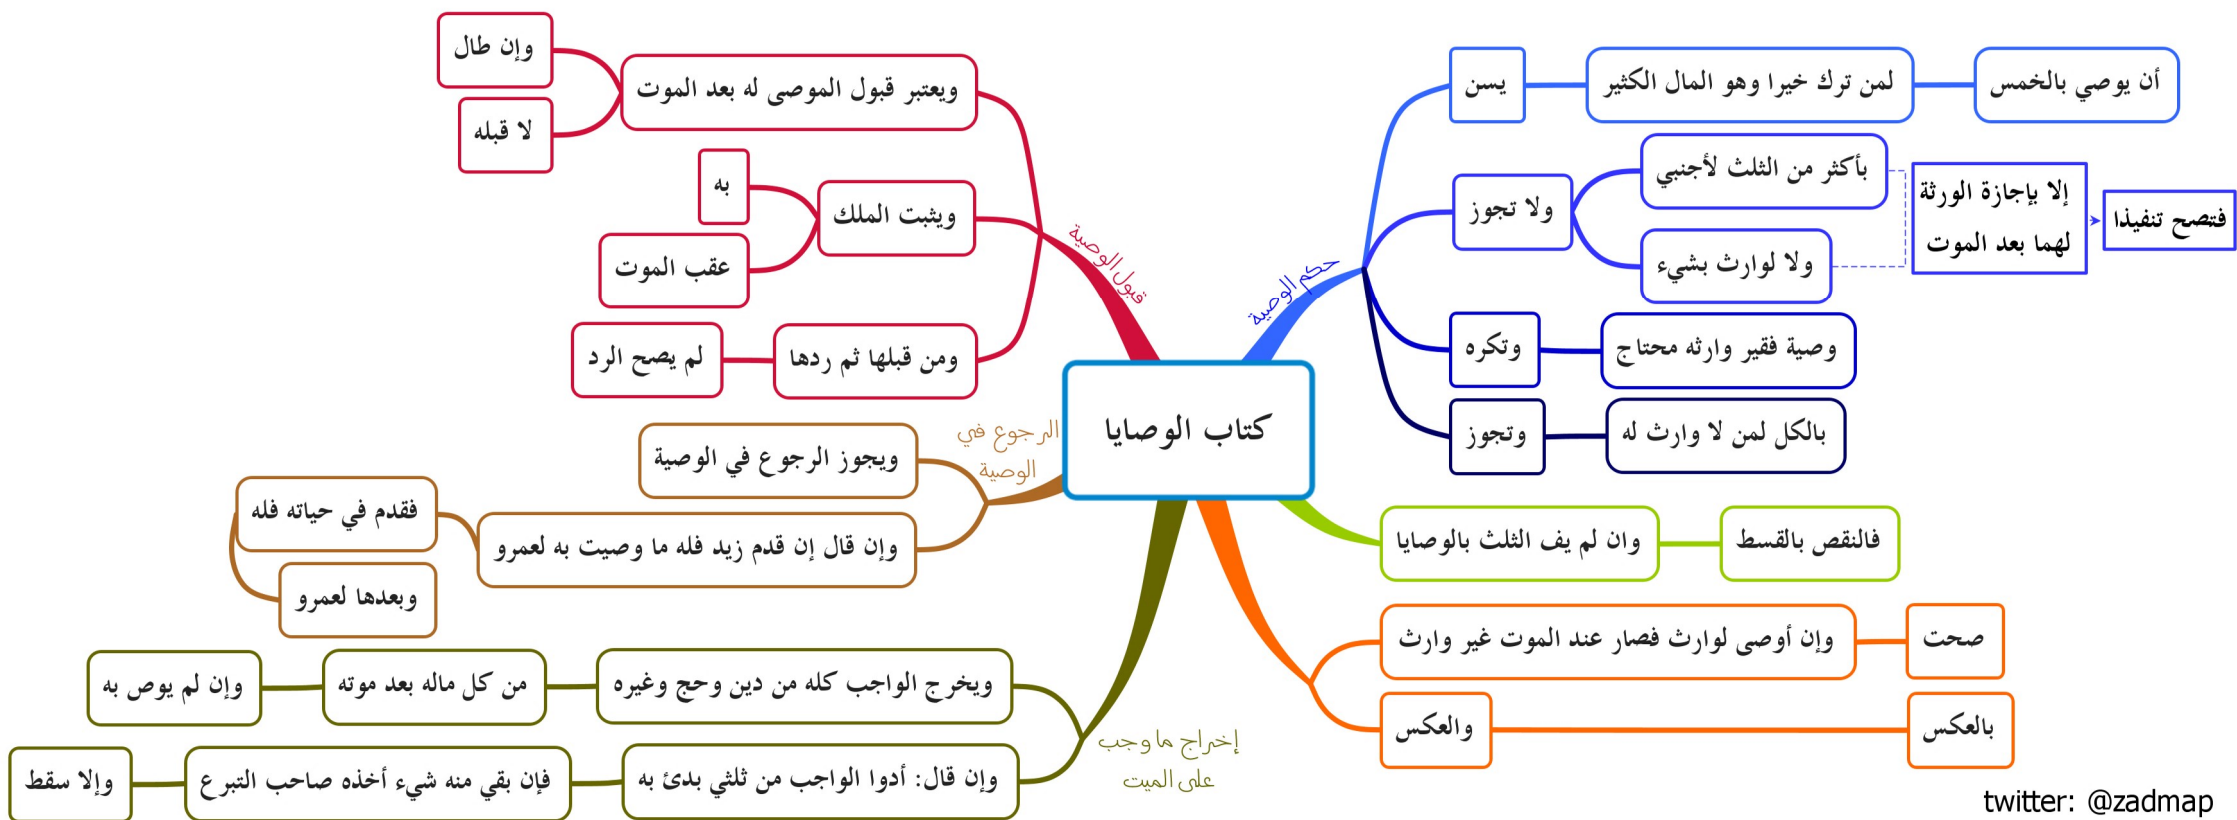 كتاب الوصايا
حكم الوصية
يسن
لمن ترك خيرا وهو المال الكثير
أن يوصي بالخمس
ولا تجوز
بأكثر من الثلث لأجنبي
ولا لوارث بشيء
إلا بإجازة الورثة
لهما بعد الموت
فتصح تنفيذا
وتكره
وصية فقير وارثه محتاج
وتجوز
بالكل لمن لا وارث له
وان لم يف الثلث بالوصايا
فالنقص بالقسط
وإن أوصى لوارث فصار عند الموت غير وارث
صحت
والعكس
بالعكس
قبول الوصية
ويعتبر قبول الموصى له بعد الموت
وإن طال
لا قبله
ويثبت الملك
به
عقب الموت
ومن قبلها ثم ردها
لم يصح الرد
الرجوع في
الوصية
ويجوز الرجوع في الوصية
وإن قال إن قدم زيد فله ما وصيت به لعمرو
فقدم في حياته فله
وبعدها لعمرو
إخراج ما وجب
على الميت
ويخرج الواجب كله من دين وحج وغيره
من كل ماله بعد موته
وإن لم يوص به
وإن قال: أدوا الواجب من ثلثي بدئ به
فإن بقي منه شيء أخذه صاحب التبرع
وإلا سقط
twitter: @zadmap